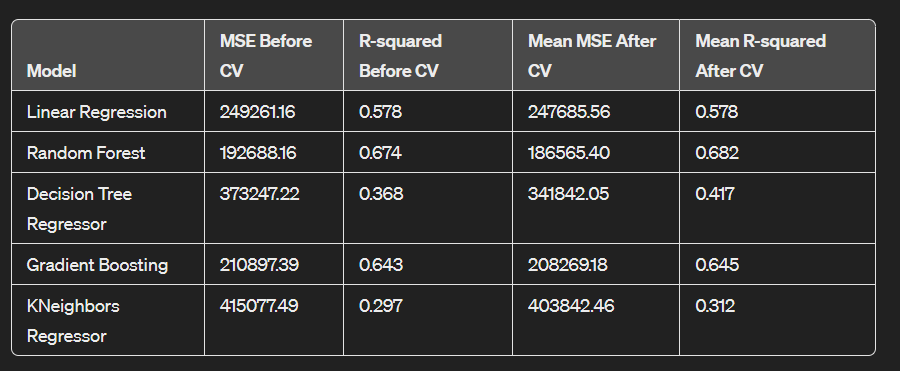 Model MSE Before CV R-squared Before CV Mean MSE After CV Mean R-squared After CV
Linear Regression 249261.16 0.578 247685.56 0.578
Random Forest 192688.16 0.674 186565.40 0.682
Decision Tree Regressor 373247.22 0.368 341842.05 0.417
Gradient Boosting 210897.39 0.643 208269.18 0.645
KNeighbors Regressor 415077.49 0.297 403842.46 0.312